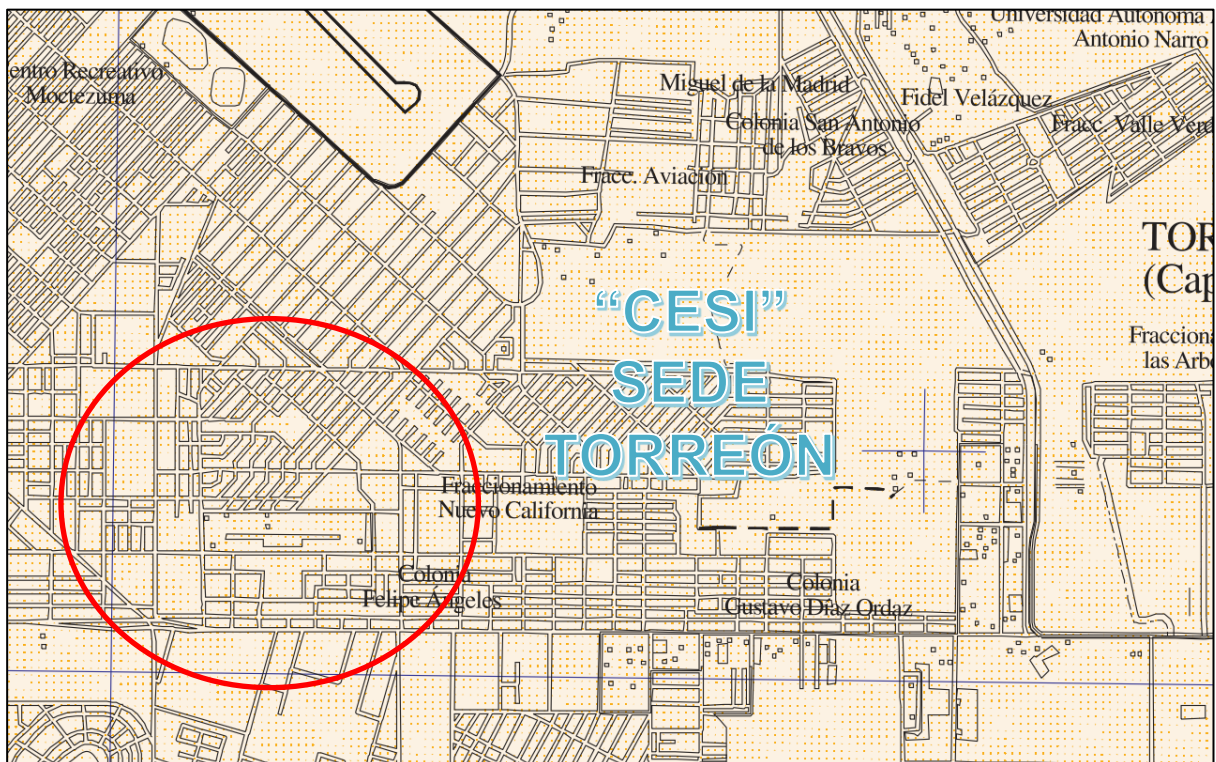 Universidad Autónoma
Antonio Narro
entro Recreativo
Moctezuma
Miguel de la Madrid
Fidel Velázquez
Colonia San Antonio
de los Bravos
Fracc. Valle Verd
Fracc. Aviación
TOR
(Cap
“CESI”
SEDE
TORREÓN
Fracciona
las Arbo
Fraccionamiento
Nuevo California
Colonia
Felipe Ángeles
Colonia
Gustavo Díaz Ordaz